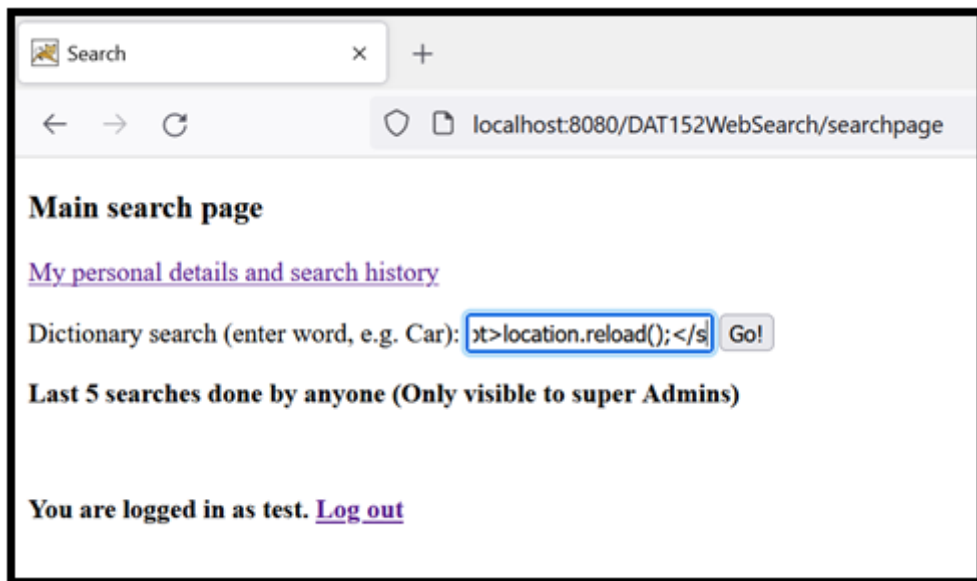 Search
localhost:8080/DAT152WebSearch/searchpage
Main search page
My personal details and search history
Dictionary search (enter word, e.g. Car): ot>location.reload();</s Go!
Last 5 searches done by anyone (Only visible to super Admins)
You are logged in as test. Log out